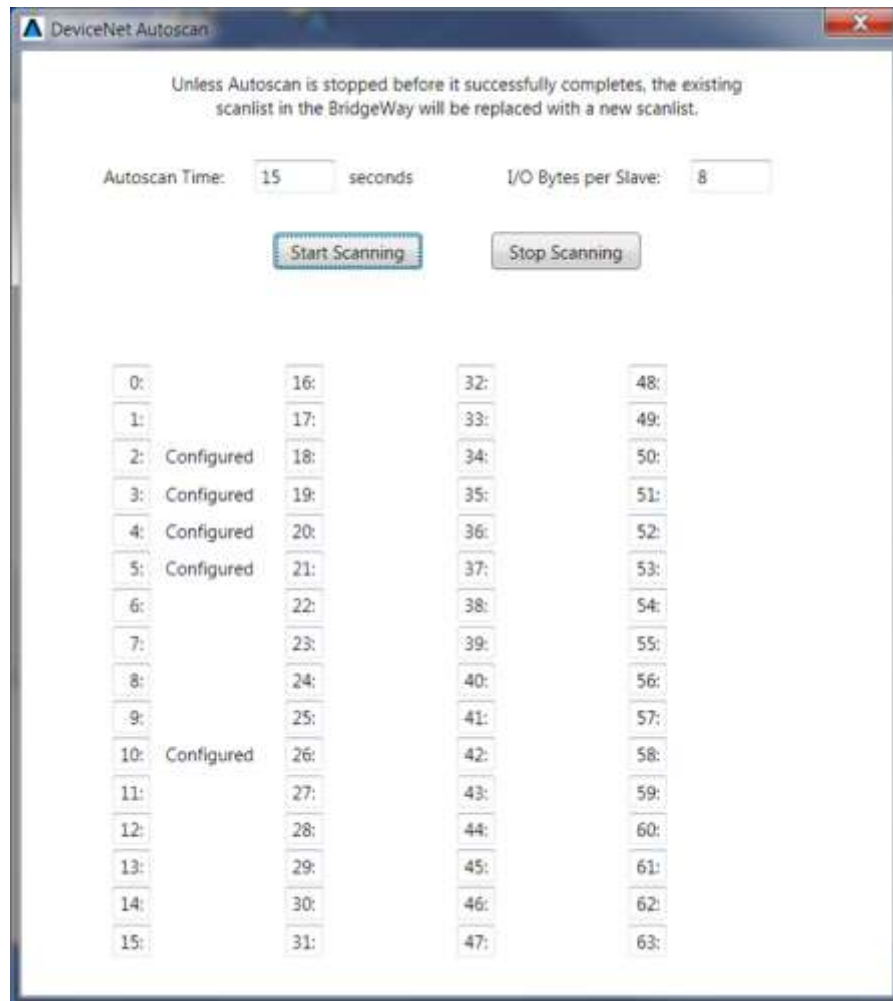 DeviceNet Autoscan
Unless Autoscan is stopped before it successfully completes, the existing
scanlist in the BridgeWay will be replaced with a new scanlist.
Autoscan Time: 15 seconds I/O Bytes per Slave: 8
Start Scanning Stop Scanning
0: 16: 32: 48:
1: 17: 33: 49:
2: Configured 18: 34: 50:
3: Configured 19: 35: 51:
4: Configured 20: 36: 52:
5: Configured 21: 37: 53:
6: 22: 38: 54:
7: 23: 39: 55:
8: 24: 40: 56:
9: 25: 41: 57:
10: Configured 26: 42: 58:
11: 27: 43: 59:
12: 28: 44: 60:
13: 29: 45: 61:
14: 30: 46: 62:
15: 31: 47: 63: